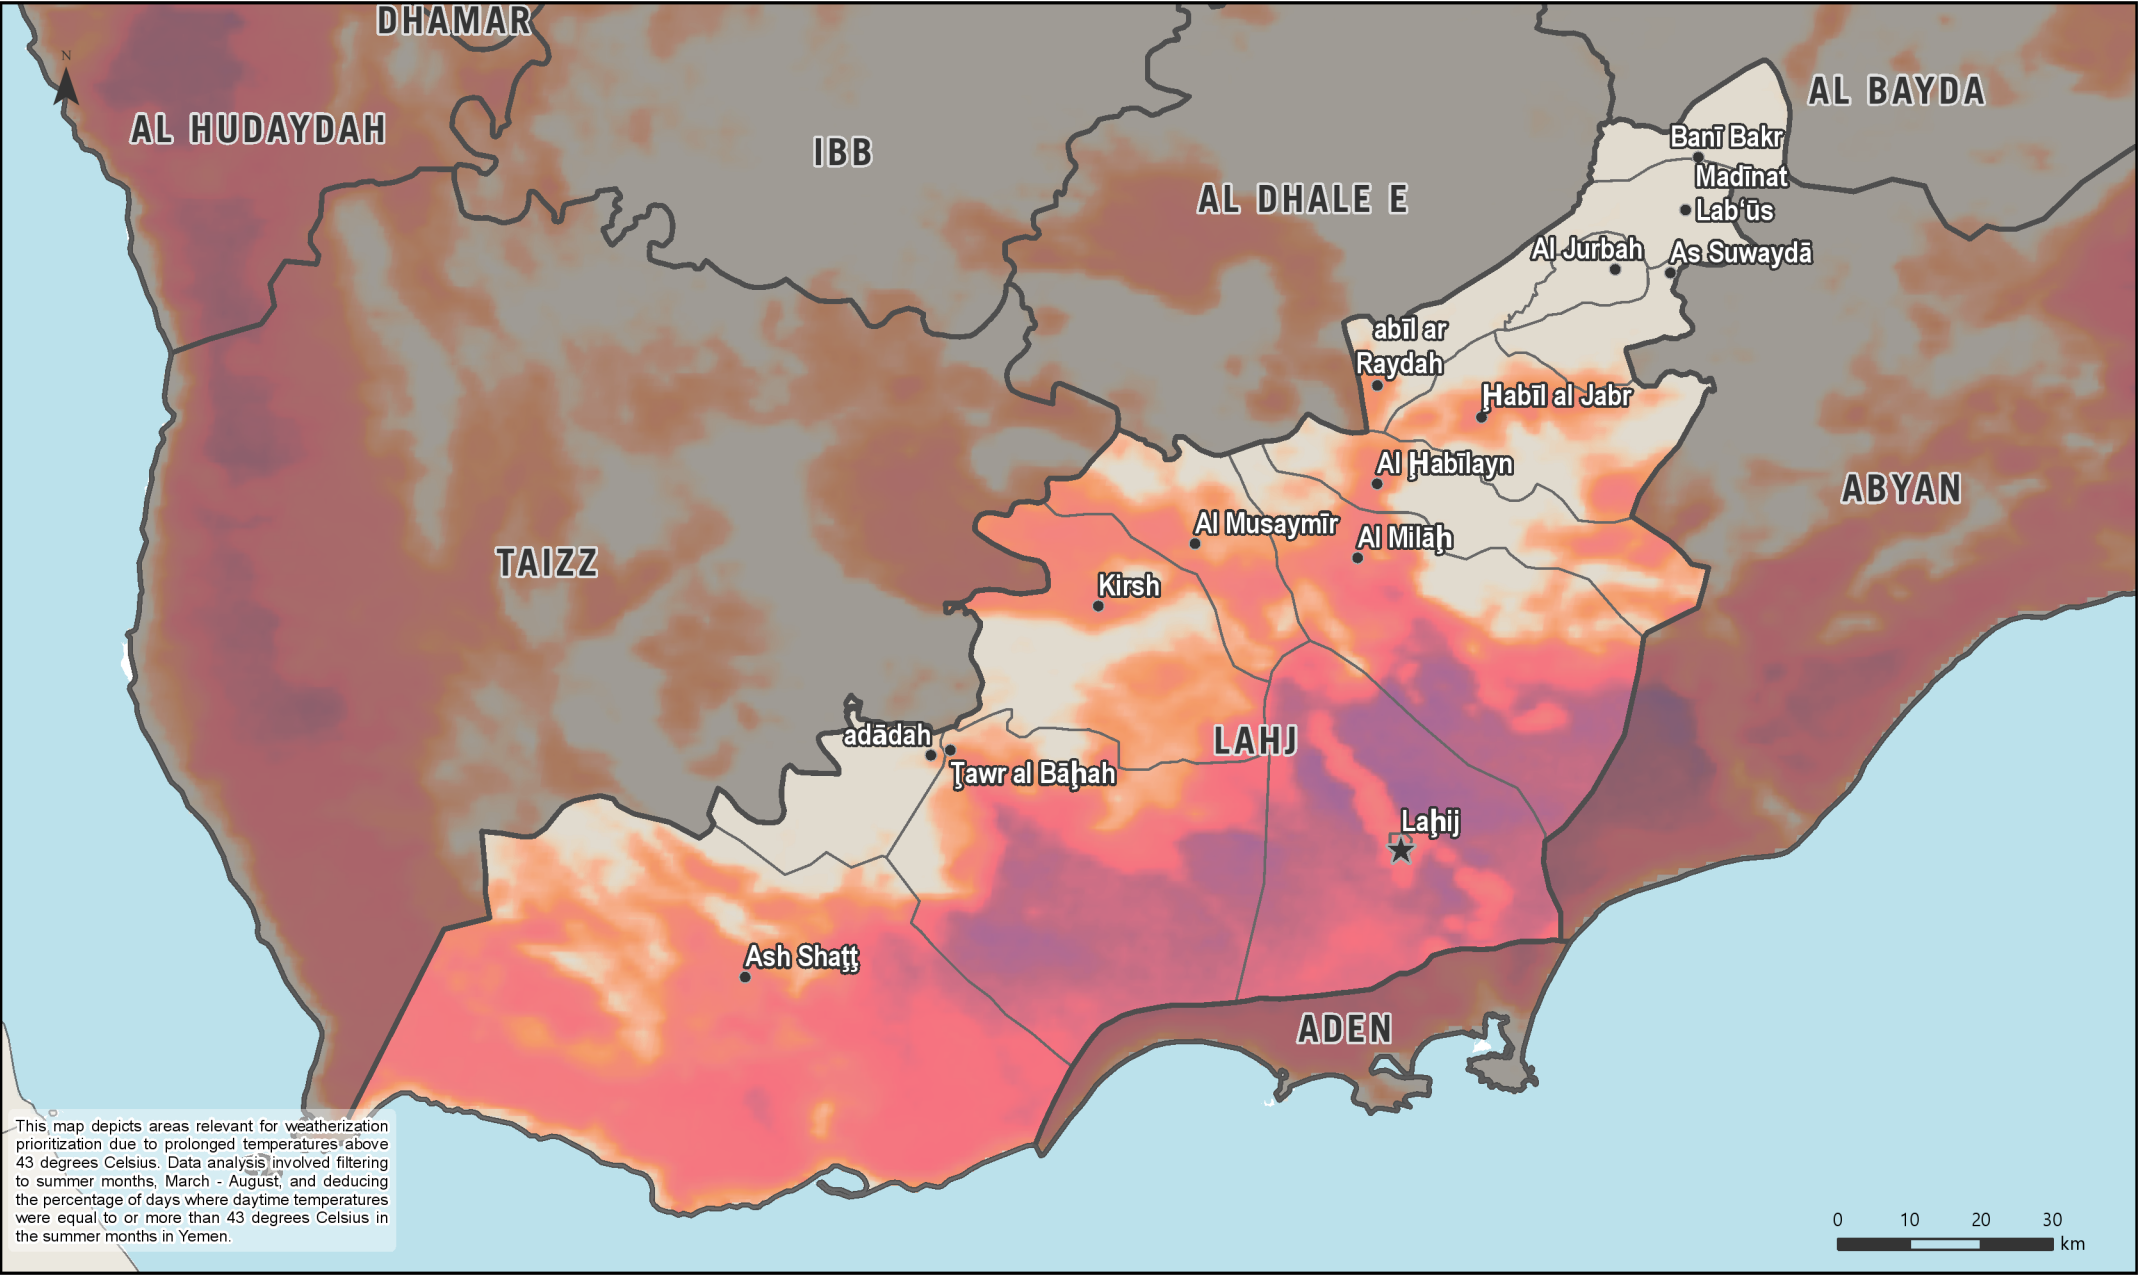 DHAMAR
N
AL HUDAYDAH
IBB
AL DHALE E
AL BAYDA
Banī Bakr
Madīnat
Lab‘ūs
Al Jurbah
As Suwaydā
abīl ar
Raydah
Ḩabīl al Jabr
Al Ḩabīlayn
ABYAN
Al Musaymīr
Al Milāḩ
TAIZZ
Kirsh
adādah
LAHJ
Ţawr al Bāḩah
Laḩij
Ash Shaţţ
ADEN
This map depicts areas relevant for weatherization
prioritization due to prolonged temperatures above
43 degrees Celsius. Data analysis involved filtering
to summer months, March - August, and deducing
the percentage of days where daytime temperatures
were equal to or more than 43 degrees Celsius in
the summer months in Yemen.
0 10 20 30
km